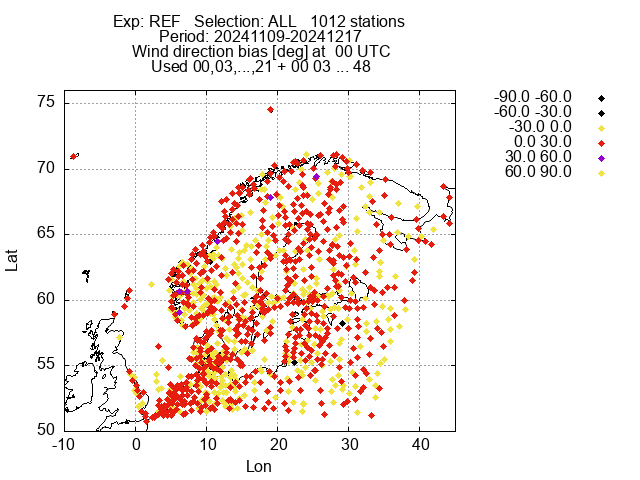 Exp: REF   Selection: ALL   1012 stations
Period: 20241109-20241217
Wind direction bias [deg] at  00 UTC
Used 00,03,...,21 + 00 03 ... 48
-90.0 -60.0
-60.0 -30.0
-30.0 0.0
0.0 30.0
30.0 60.0
60.0 90.0
75
70
65
60
55
50
Lat
-10 0 10 20 30 40
Lon